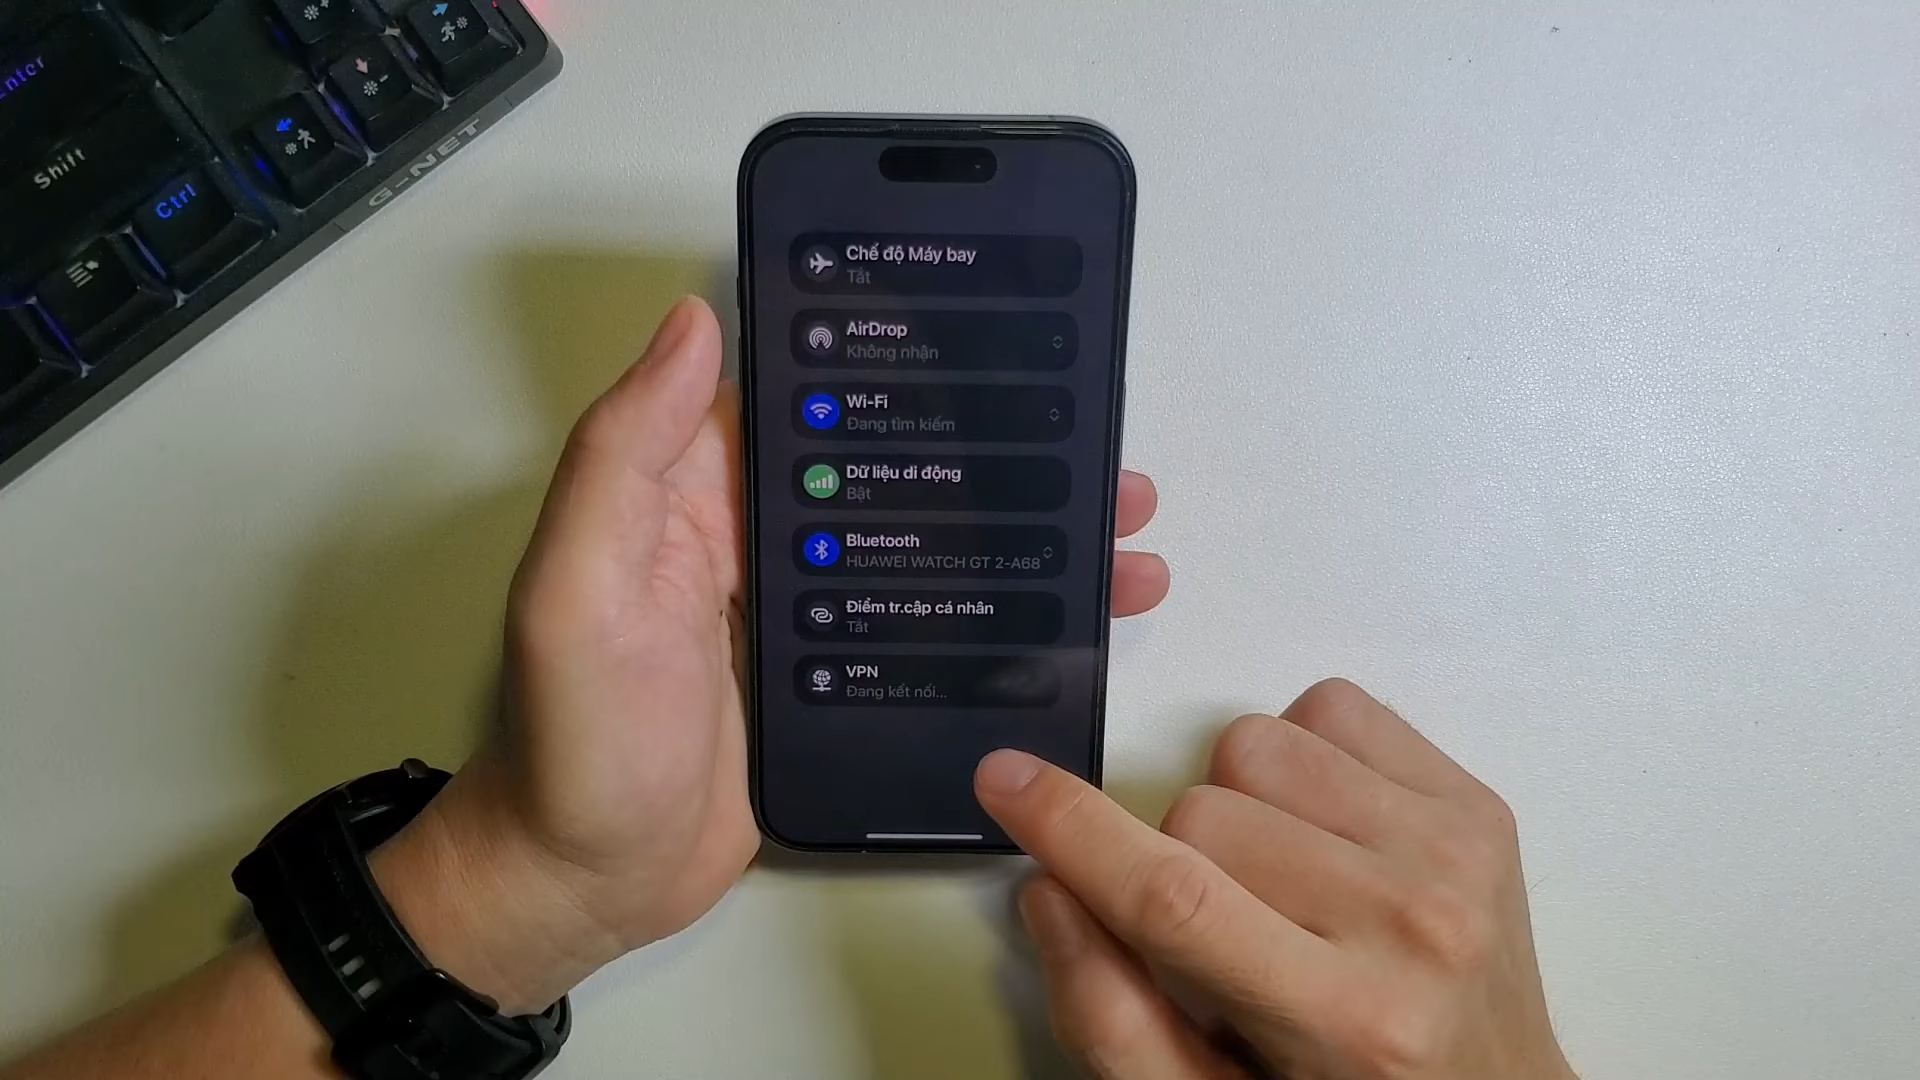 Enter
Shift
Ctrl
G-NET
Chế độ Máy bay
Tắt
AirDrop
Không nhận
Wi-Fi
Đang tìm kiếm
Dữ liệu di động
Bật
Bluetooth
HUAWEI WATCH GT 2-A68
Điểm tr.cập cá nhân
Tắt
VPN
Đang kết nối...